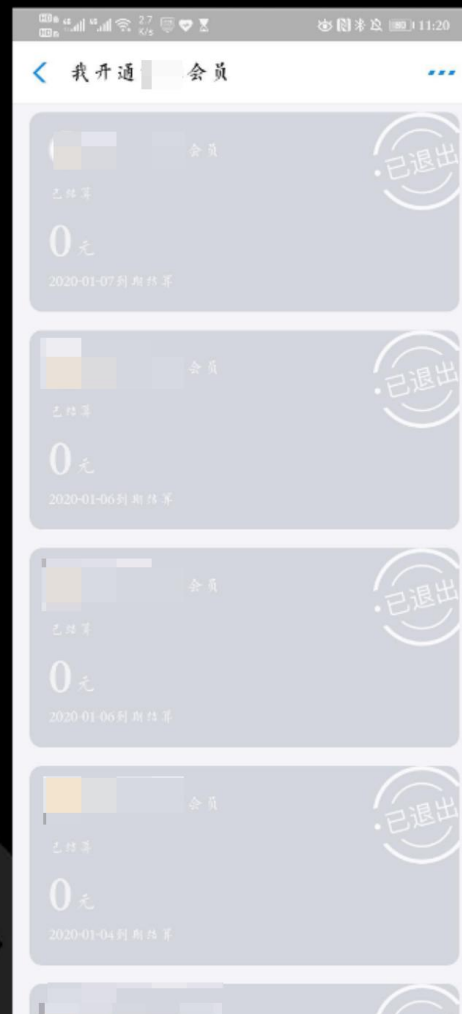 2.7
K/s
11:20
我开通 会员
会员
已退出
已结算
0元
2020-01-07到期结算
会员
已退出
已结算
0元
2020-01-06到期结算
会员
已退出
已结算
0元
2020-01-06到期结算
会员
已退出
已结算
0元
2020-01-04到期结算